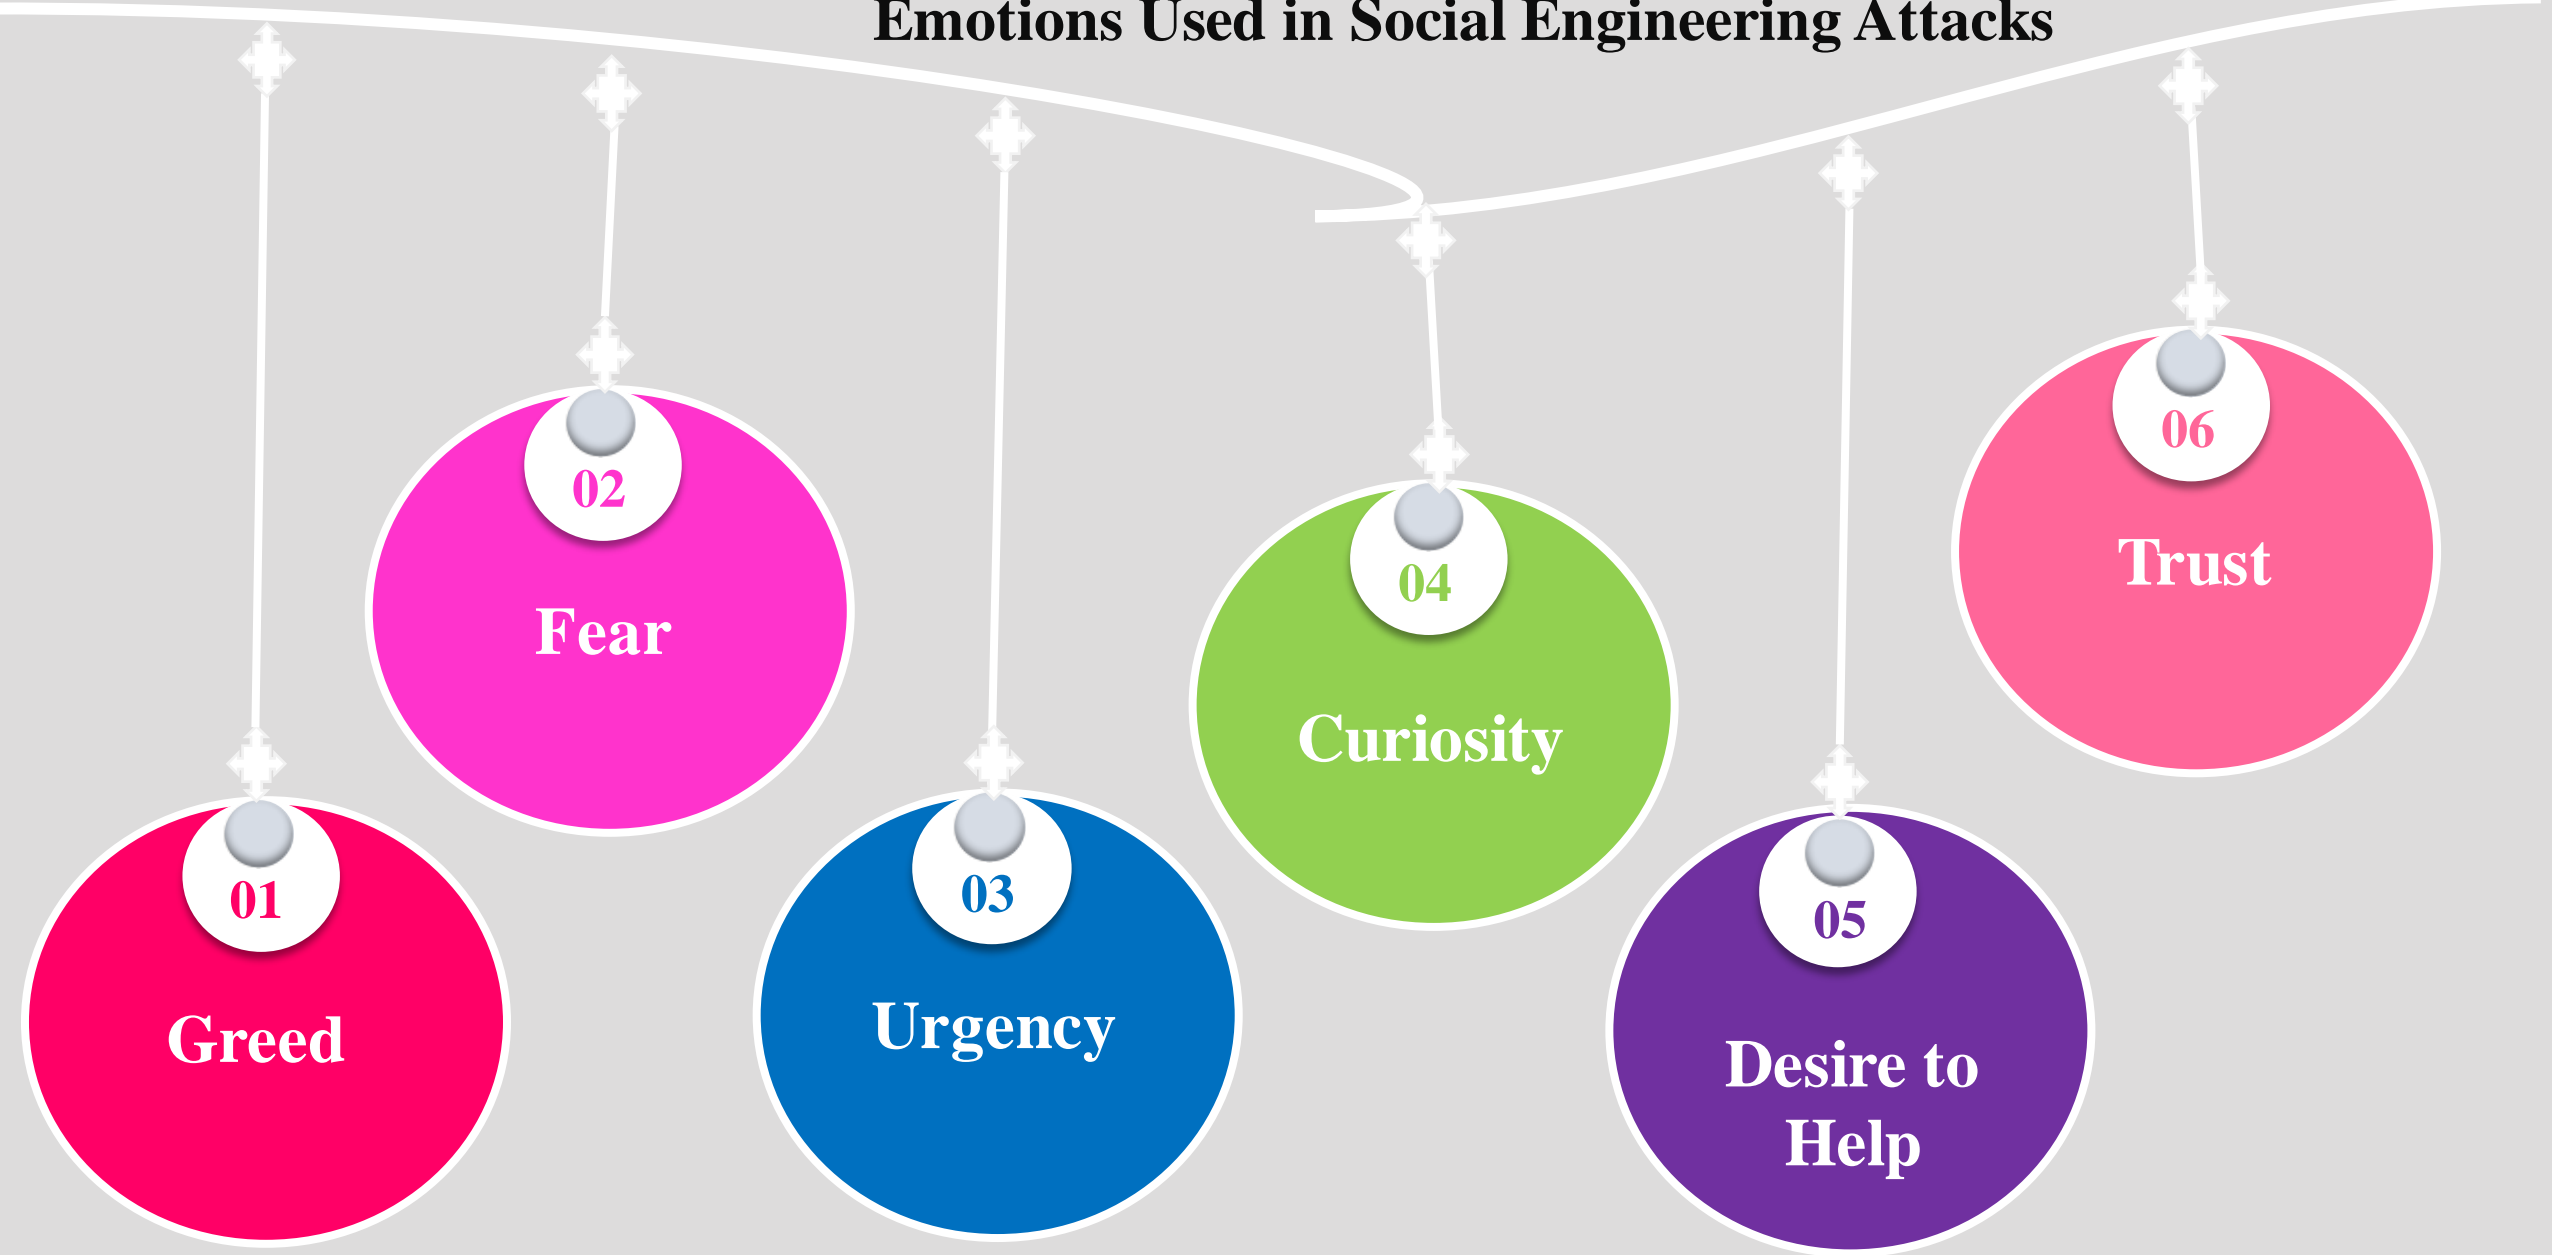 Emotions Used in Social Engineering Attacks
01
Greed
02
Fear
03
Urgency
04
Curiosity
05
Desire to
Help
06
Trust